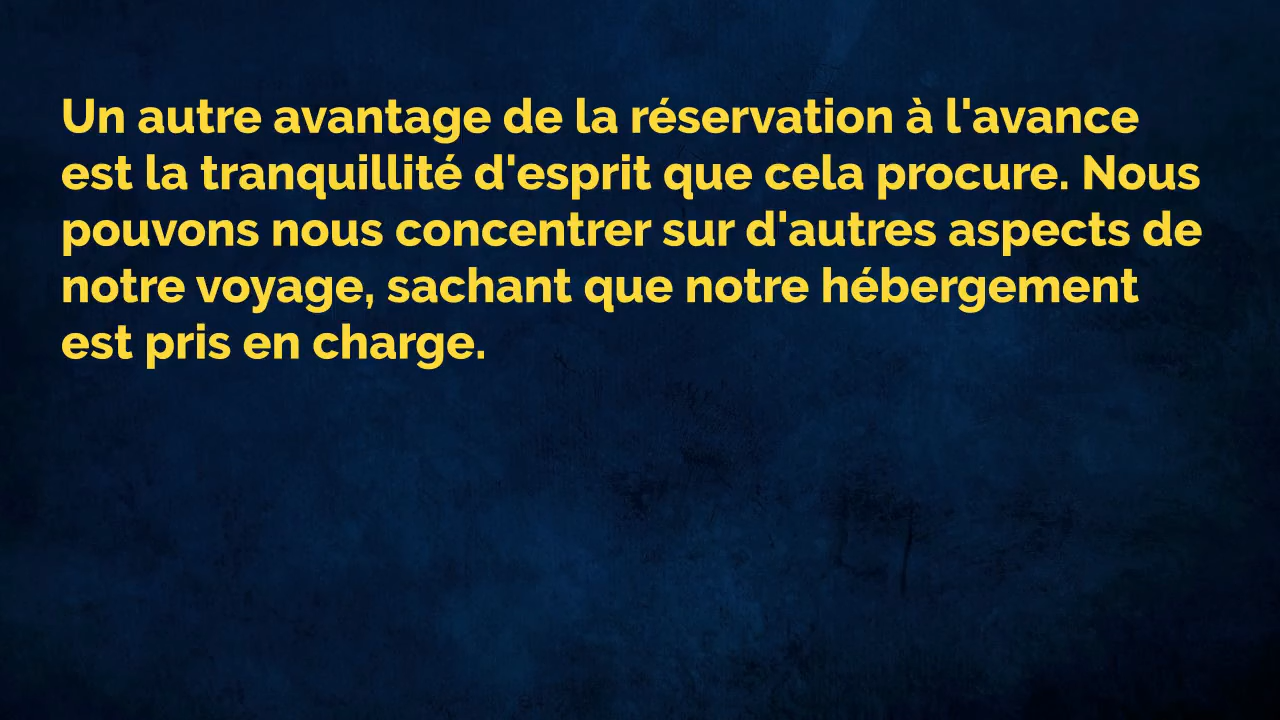 Un autre avantage de la réservation à l'avance
est la tranquillité d'esprit que cela procure. Nous
pouvons nous concentrer sur d'autres aspects de
notre voyage, sachant que notre hébergement
est pris en charge.